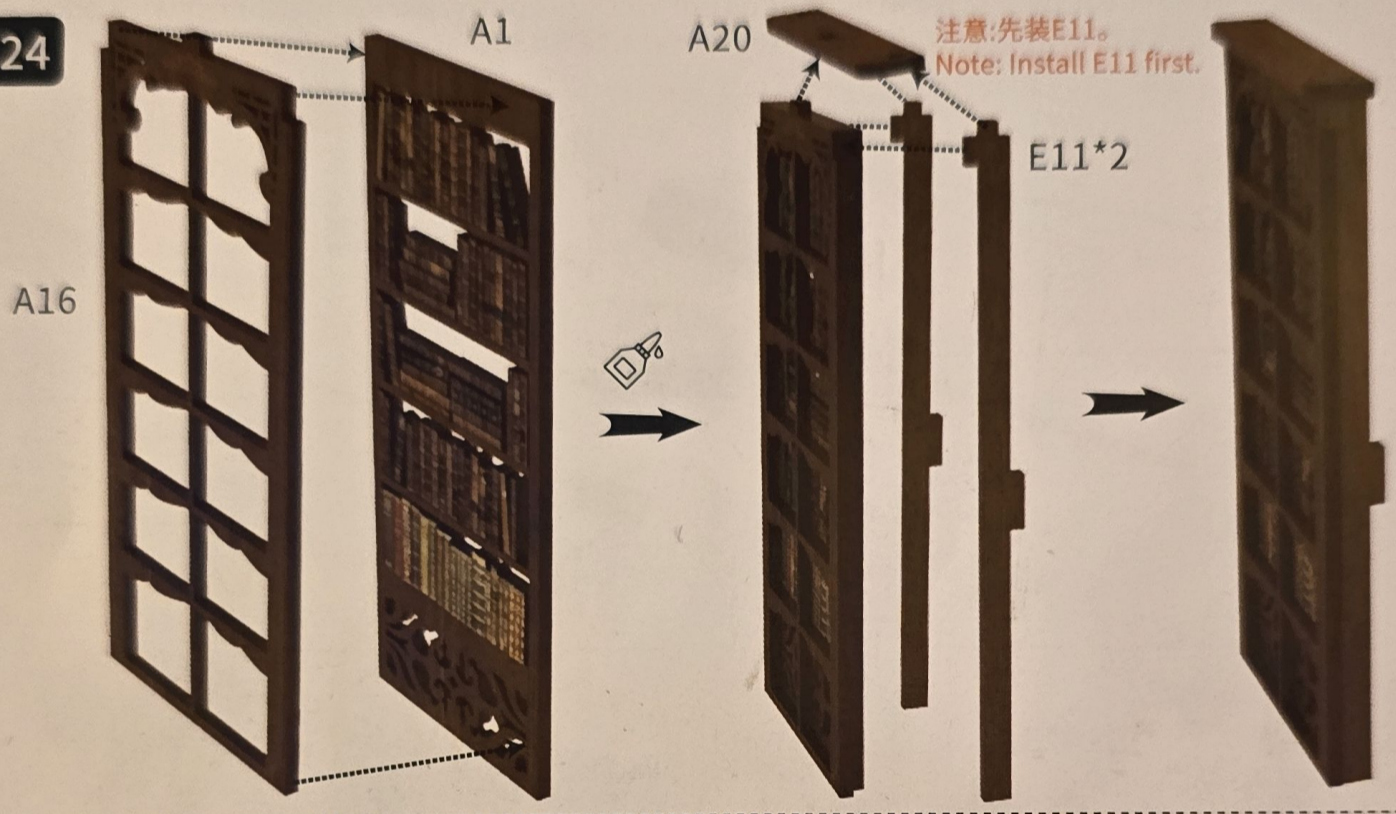 24
A1
A20
注意:先装E11。
Note: Install E11 first.
E11*2
A16